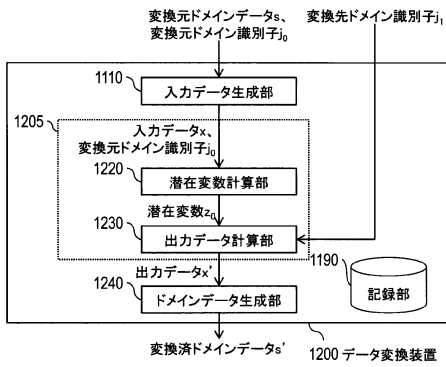 変換元ドメインデータs、
変換元ドメイン識別子j0
変換先ドメイン識別子j1
1110
入力データ生成部
1205
入力データx、
変換元ドメイン識別子j0
1220
潜在変数計算部
潜在変数z0
1230
出力データ計算部
出力データx'
1190
1240
ドメインデータ生成部
記録部
変換済ドメインデータs'
1200 データ変換装置